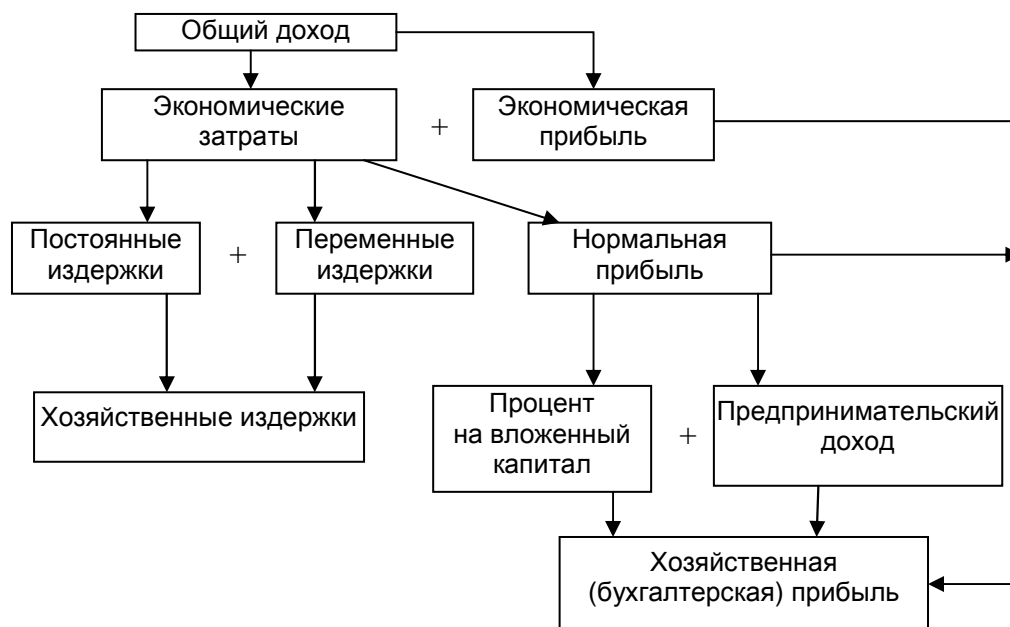 Общий доход
Экономические
затраты
+
Экономическая
прибыль
Постоянные
издержки
+
Переменные
издержки
Нормальная
прибыль
Хозяйственные издержки
Процент
на вложенный
капитал
+
Предпринимательский
доход
Хозяйственная
(бухгалтерская) прибыль